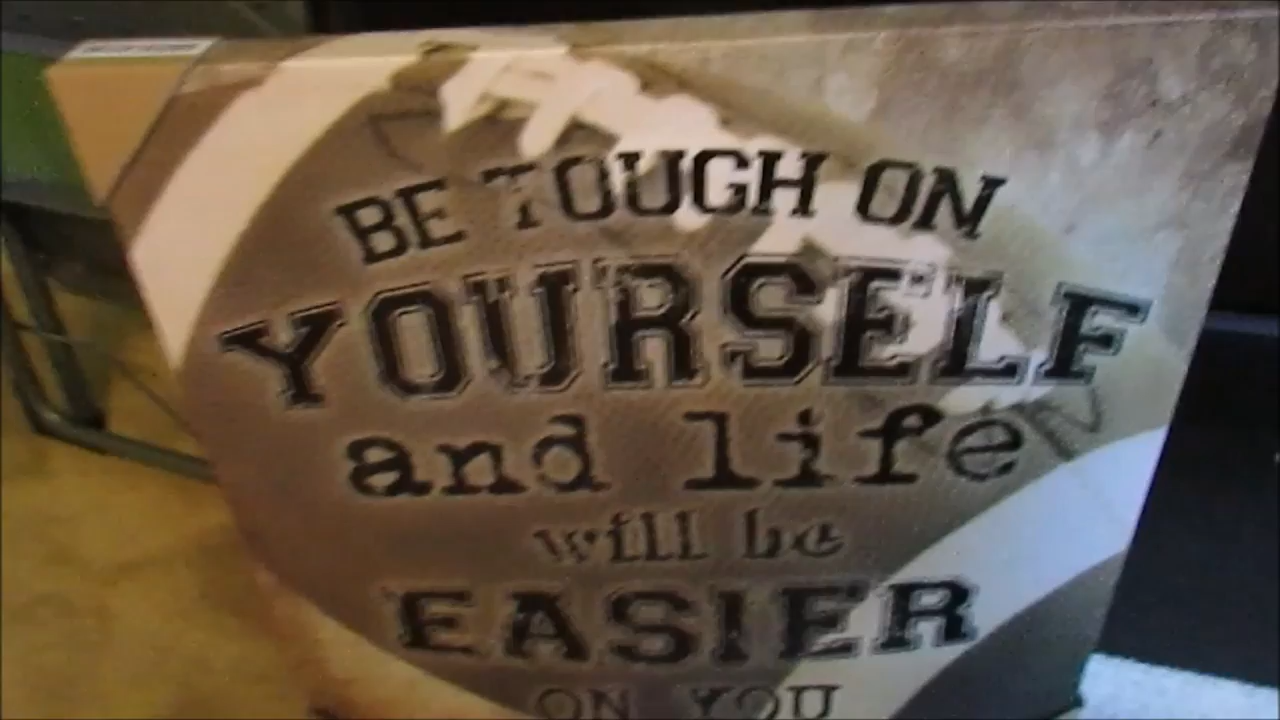 BE TOUGH ON
YOURSELF
and life
will be
EASIER
ON YOU